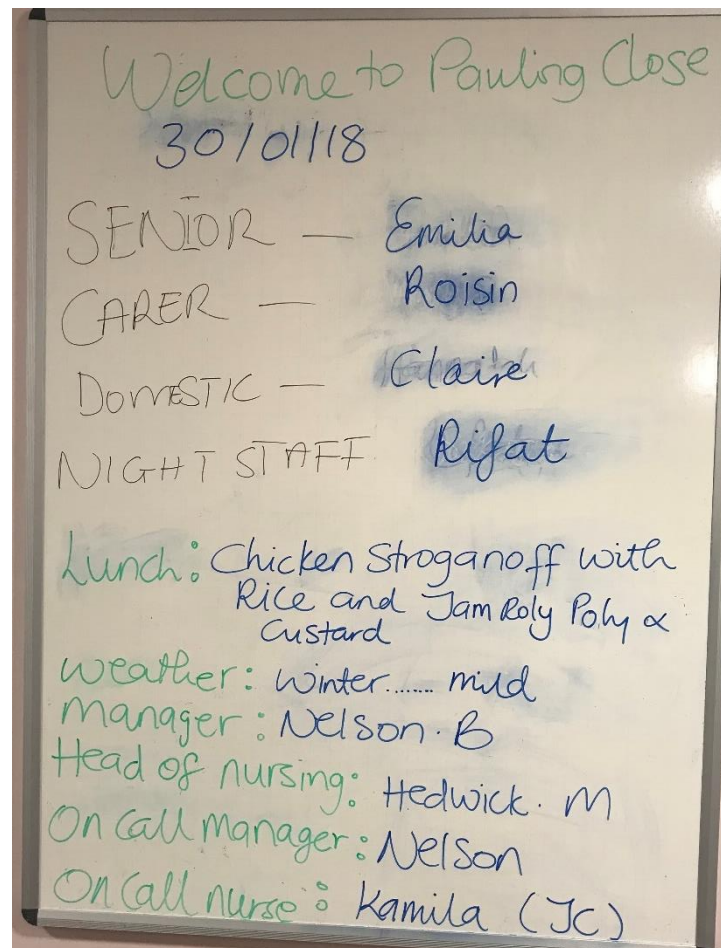 Welcome to Pauling Close
30/01/18
SENIOR — Emilia
CARER — Roisin
DOMESTIC — Claire
NIGHT STAFF Rifat
Lunch: Chicken Stroganoff with
Rice and Jam Roly Poly &
Custard
Weather: Winter....... mild
Manager: Nelson. B
Head of nursing: Hedwick. M
On Call Manager: Nelson
On Call nurse: Kamila (JC)